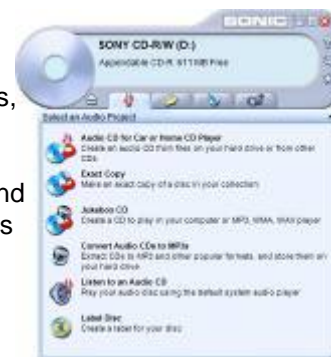 SONIC
SONY CD-R/W (D:)
Appendable CD-R. 611 MB Free
s,
Select an Audio Project
Audio CD for Car or Home CD Player
Create an audio CD from files on your hard drive or from other
CDs
Exact Copy
Make an exact copy of a disc in your collection
nd
Jukebox CD
s
Create a CD to play in your computer or MP3, WMA, WAV player
Convert Audio CDs to MP3s
Extract CDs to MP3 and other popular formats, and store them on
your hard drive
Listen to an Audio CD
Play your audio disc using the default system audio player
Label Disc
Create a label for your disc